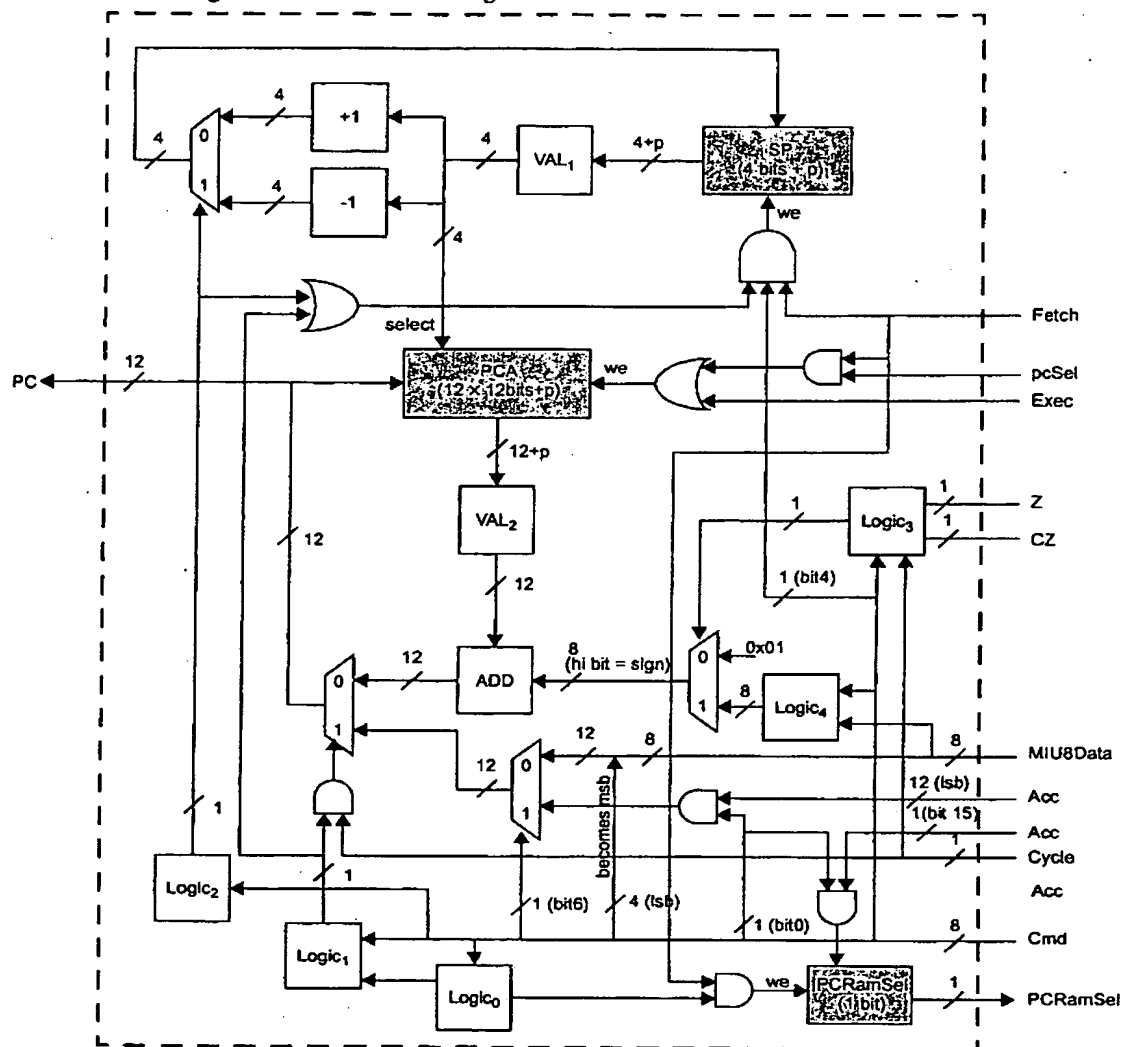 4
+1
4
0
4
1
-1
4
4
VAL1
4+p
SP
(4 bits + p)
we
select
Fetch
PC
12
PCA
(12 × 12bits+p)
we
pcSel
Exec
12+p
VAL2
12
12
1
Logic3
1
Z
1
CZ
1 (bit4)
0
0x01
0
12
ADD
8
(hi bit = sign)
1
8
Logic4
1
12
12
0
8
8
MIU8Data
1
becomes msb
12 (lsb)
Acc
1(bit 15)
Acc
1
1
1
Cycle
Logic2
1 (bit6)
4 (lsb)
1 (bit0)
Acc
8
Cmd
Logic1
Logic0
we
PCRamSel
(1 bit)
1
PCRamSel